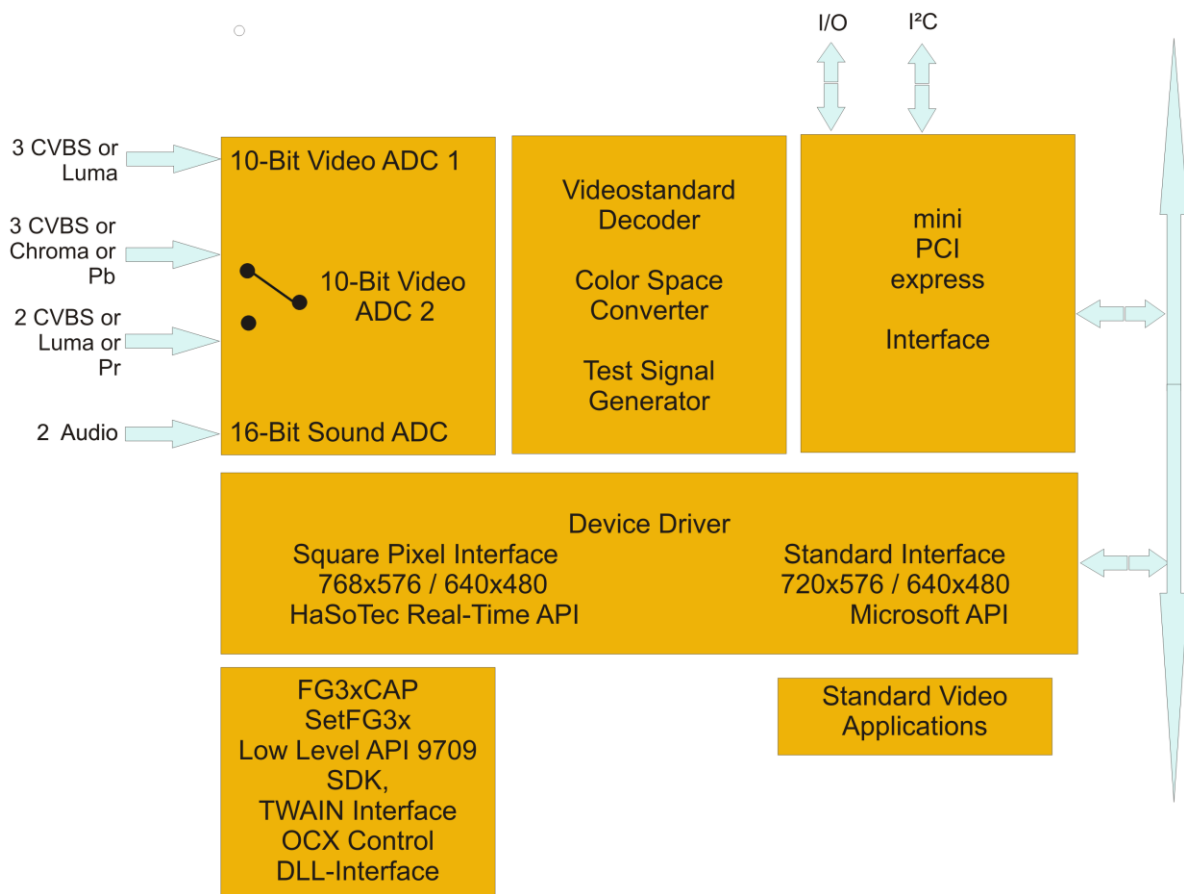 I/O
I²C
3 CVBS or
Luma
3 CVBS or
Chroma or
Pb
2 CVBS or
Luma or
Pr
2 Audio
10-Bit Video ADC 1
10-Bit Video
ADC 2
16-Bit Sound ADC
Videostandard
Decoder
Color Space
Converter
Test Signal
Generator
mini
PCI
express
Interface
Device Driver
Square Pixel Interface
768x576 / 640x480
HaSoTec Real-Time API
Standard Interface
720x576 / 640x480
Microsoft API
FG3xCAP
SetFG3x
Low Level API 9709
SDK,
TWAIN Interface
OCX Control
DLL-Interface
Standard Video
Applications